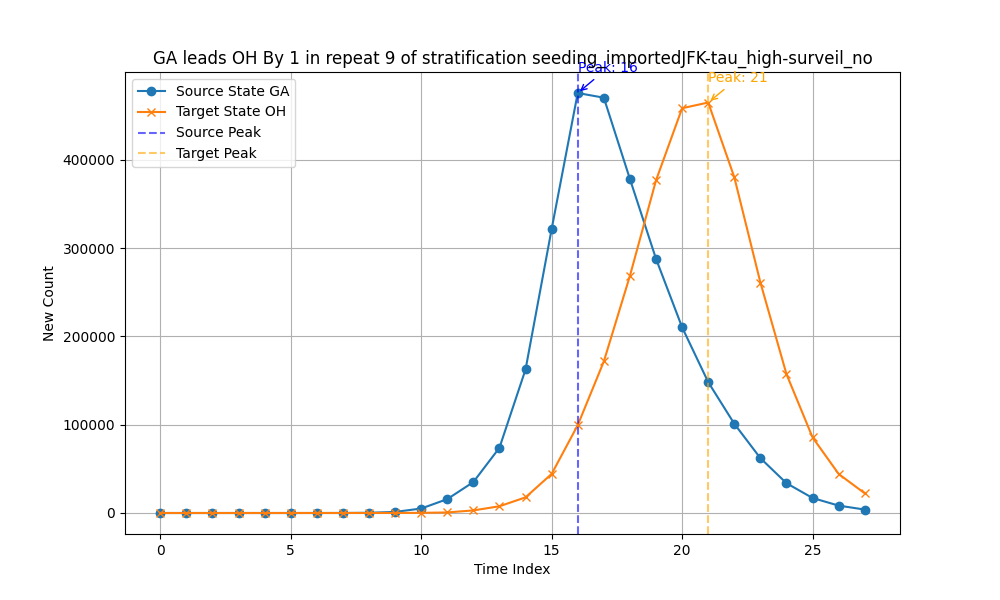 GA leads OH By 1 in repeat 9 of stratification seeding_importedJFK-tau_high-surveil_no
Peak: 16
Peak: 21
Source State GA
Target State OH
Source Peak
Target Peak
400000
300000
200000
100000
0
New Count
0 5 10 15 20 25
Time Index